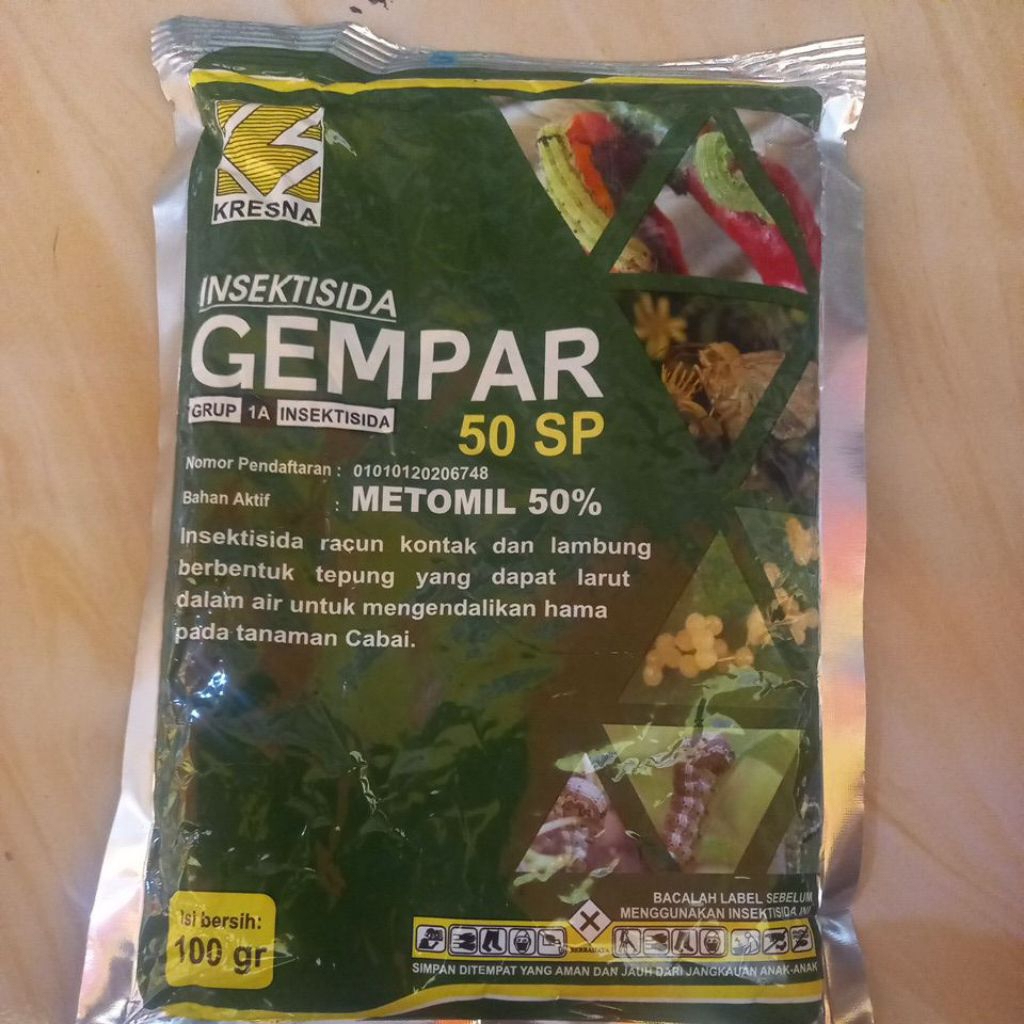 KRESNA
INSEKTISIDA
GEMPAR
50 SP
GRUP 1A INSEKTISIDA
Nomor Pendaftaran : 01010120206748
Bahan Aktif : METOMIL 50%
Insektisida racun kontak dan lambung
berbentuk tepung yang dapat larut
dalam air untuk mengendalikan hama
pada tanaman Cabai.
Isi bersih:
100 gr
BACALAH LABEL SEBELUM
MENGGUNAKAN INSEKTISIDA INI
BERBAHAYA
SIMPAN DITEMPAT YANG AMAN DAN JAUH DARI JANGKAUAN ANAK-ANAK